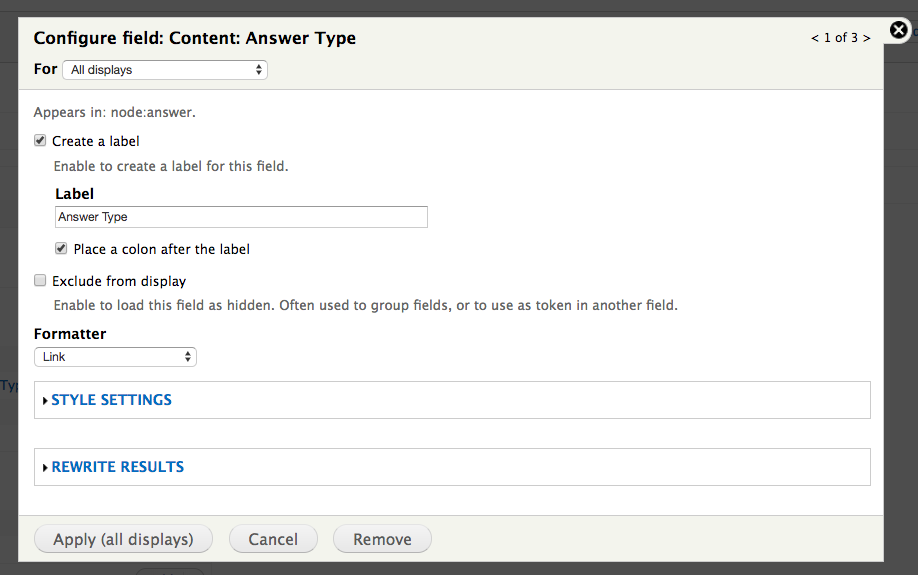 Configure field: Content: Answer Type
< 1 of 3 >
For All displays
Appears in: node:answer.
Create a label
Enable to create a label for this field.
Label
Answer Type
Place a colon after the label
Exclude from display
Enable to load this field as hidden. Often used to group fields, or to use as token in another field.
Formatter
Link
STYLE SETTINGS
REWRITE RESULTS
Apply (all displays) Cancel Remove